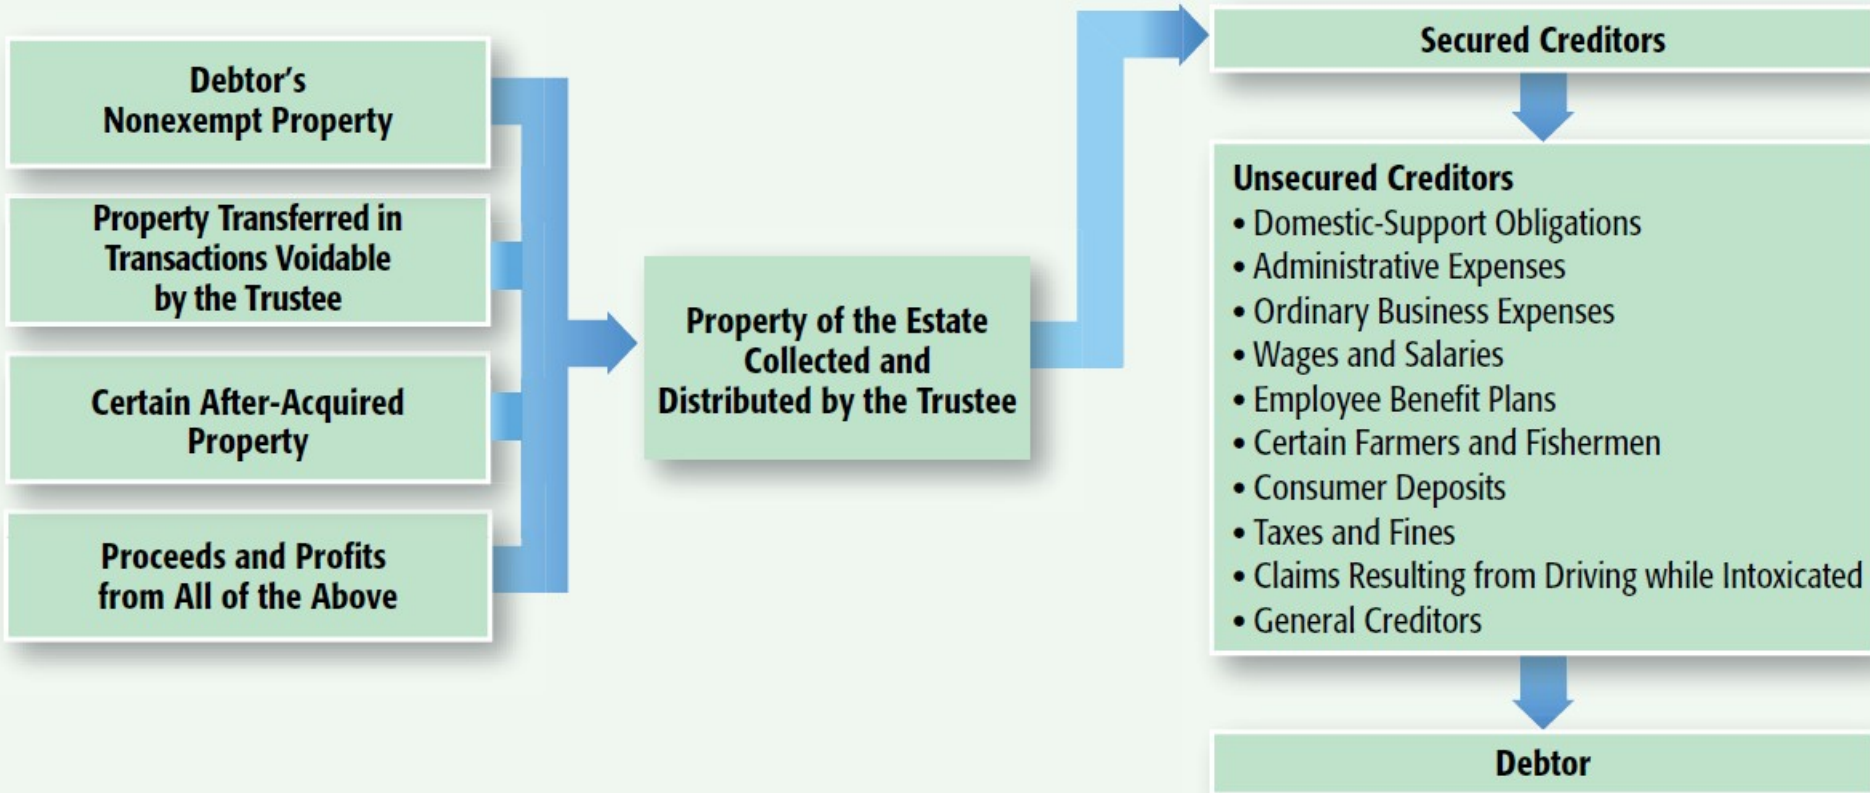 Debtor's
Nonexempt Property
Property Transferred in
Transactions Voidable
by the Trustee
Certain After-Acquired
Property
Proceeds and Profits
from All of the Above
Property of the Estate
Collected and
Distributed by the Trustee
Secured Creditors
Unsecured Creditors
• Domestic-Support Obligations
• Administrative Expenses
• Ordinary Business Expenses
• Wages and Salaries
• Employee Benefit Plans
• Certain Farmers and Fishermen
• Consumer Deposits
• Taxes and Fines
• Claims Resulting from Driving while Intoxicated
• General Creditors
Debtor